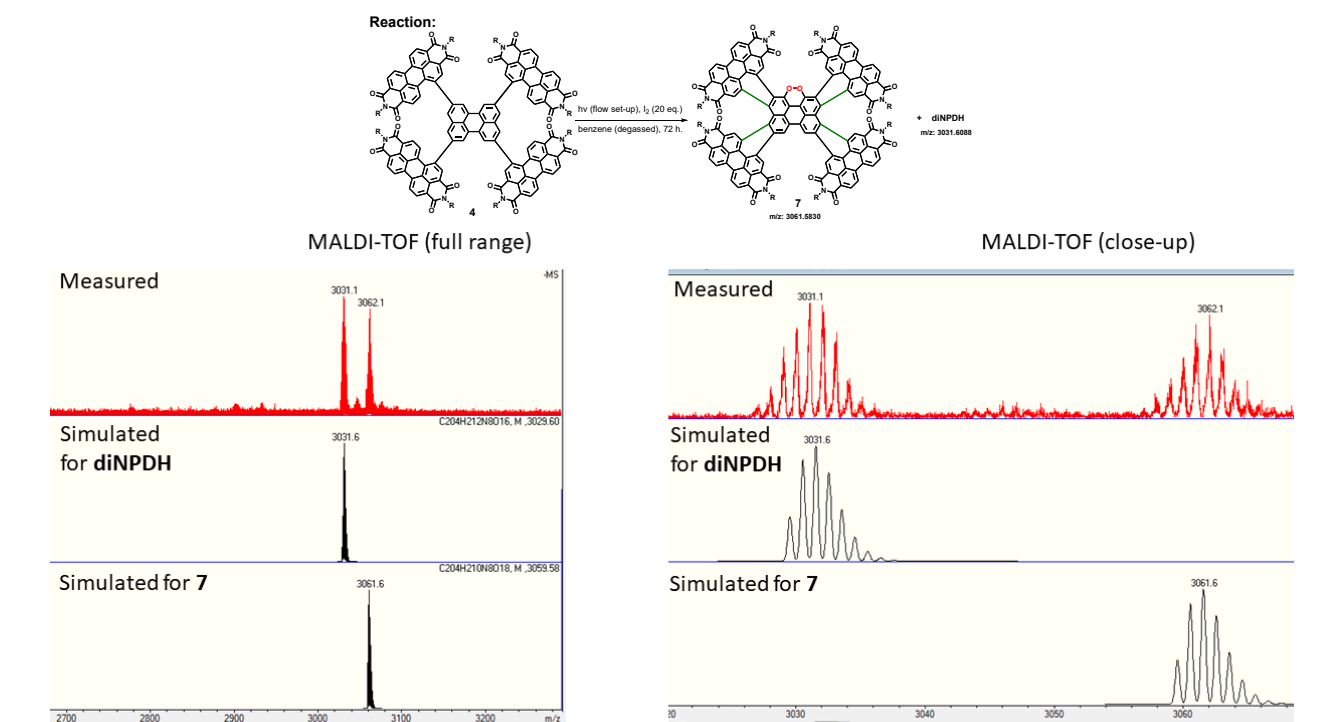 Reaction:
O
R
N
O
O
N
R
O
O
R
N
O
O
N
R
O
O
N
R
O
O
N
R
O
O
N
R
O
O
N
R
O
4
hv (flow set-up), I₂ (20 eq.)
benzene (degassed), 72 h.
O
R
N
O
O
N
R
O
O
R
N
O
O
N
R
O
O-O
O
N
R
O
O
N
R
O
O
N
R
O
O
N
R
O
7
m/z: 3061.5830
+ diNPDH
m/z: 3031.6088
MALDI-TOF (full range)
MALDI-TOF (close-up)
Measured
-MS
3031.1
3062.1
C204H212N8O16, M ,3029.60
Simulated
for diNPDH
3031.6
C204H210N8O18, M ,3059.58
Simulated for 7
3061.6
2700 2800 2900 3000 3100 3200 m/z
Measured
3031.1
3062.1
Simulated
for diNPDH
3031.6
Simulated for 7
3061.6
20 3030 3040 3050 3060